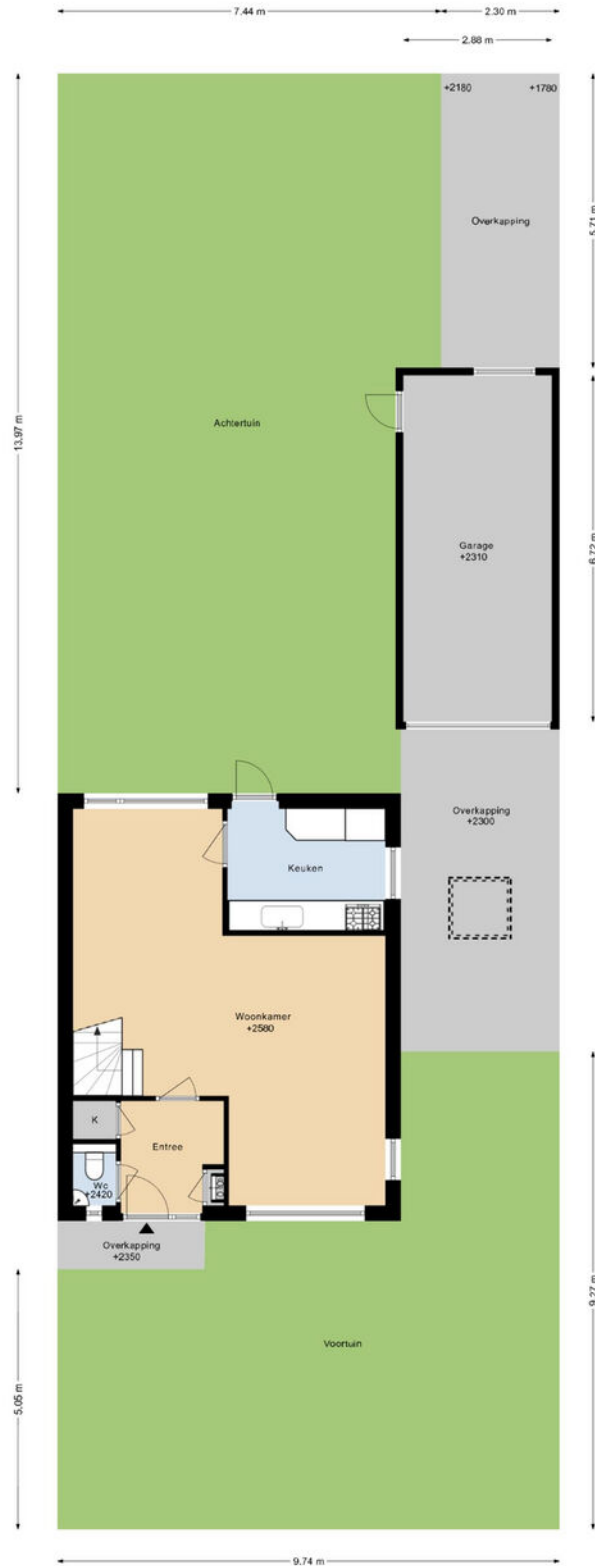 7.44 m
2.30 m
2.88 m
+2180
+1780
Overkapping
5.71 m
13.97 m
Achtertuin
Garage
+2310
6.72 m
Overkapping
+2300
Keuken
Woonkamer
+2580
K
Entree
Wc
+2420
Overkapping
+2350
9.27 m
Voortuin
5.05 m
9.74 m